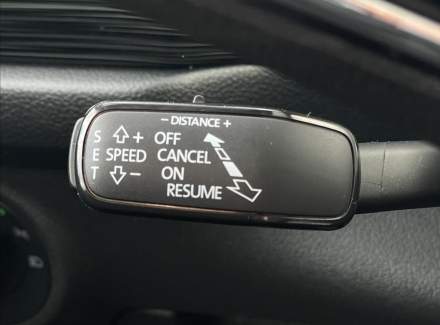 – DISTANCE +
S + OFF
E SPEED CANCEL
T – ON
RESUME